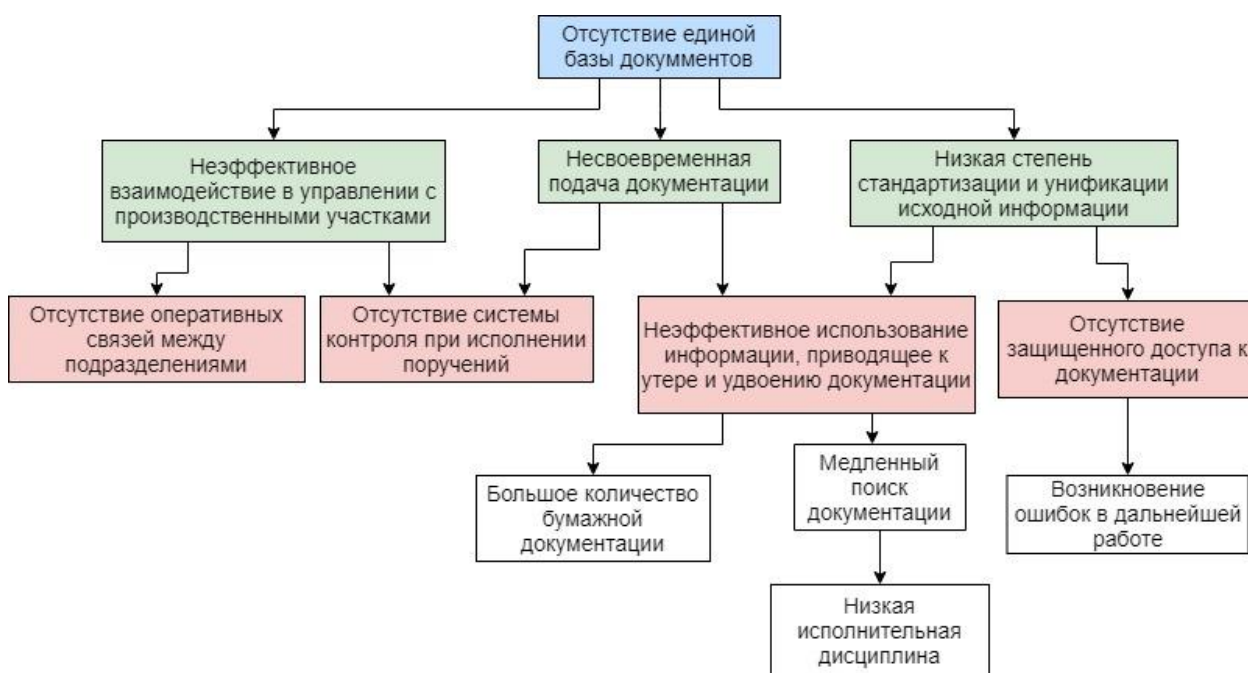 Отсутствие единой
базы докумментов
Неэффективное
взаимодействие в управлении с
производственными участками
Несвоевременная
подача документации
Низкая степень
стандартизации и унификации
исходной информации
Отсутствие оперативных
связей между
подразделениями
Отсутствие системы
контроля при исполнении
поручений
Неэффективное использование
информации, приводящее к
утере и удвоению документации
Отсутствие
защищенного доступа к
документации
Большое количество
бумажной
документации
Медленный
поиск
документации
Возникновение
ошибок в дальнейшей
работе
Низкая
исполнительная
дисциплина